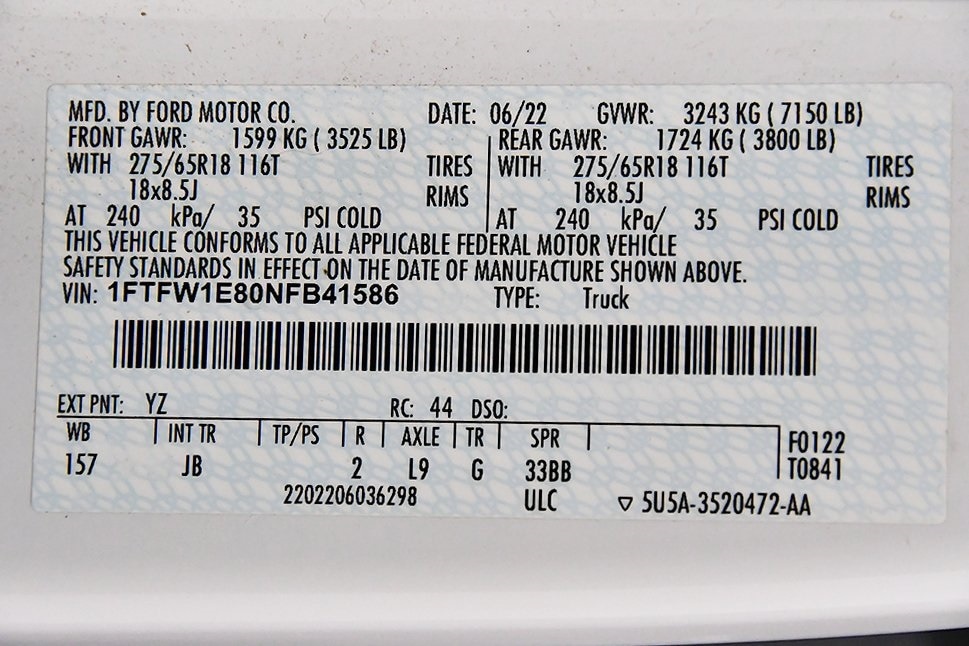 MFD. BY FORD MOTOR CO. DATE: 06/22 GVWR: 3243 KG ( 7150 LB)
FRONT GAWR: 1599 KG ( 3525 LB) REAR GAWR: 1724 KG ( 3800 LB)
WITH 275/65R18 116T TIRES WITH 275/65R18 116T TIRES
18x8.5J RIMS 18x8.5J RIMS
AT 240 kPa/ 35 PSI COLD AT 240 kPa/ 35 PSI COLD
THIS VEHICLE CONFORMS TO ALL APPLICABLE FEDERAL MOTOR VEHICLE
SAFETY STANDARDS IN EFFECT ON THE DATE OF MANUFACTURE SHOWN ABOVE.
VIN: 1FTFW1E80NFB41586 TYPE: Truck
EXT PNT: YZ RC: 44 DSO:
WB INT TR TP/PS R AXLE TR SPR F0122
157 JB 2 L9 G 33BB T0841
2202206036298 ULC ▽ 5U5A-3520472-AA